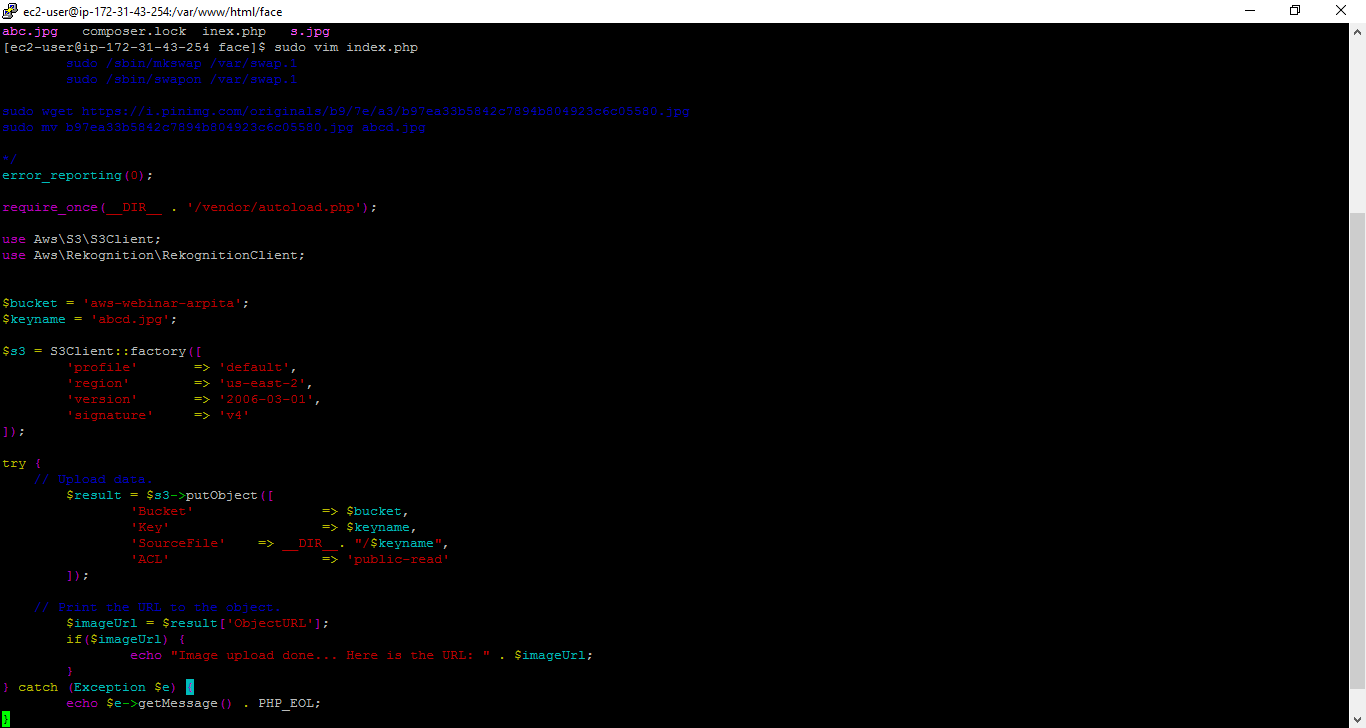 ec2-user@ip-172-31-43-254:/var/www/html/face
abc.jpg composer.lock inex.php s.jpg
[ec2-user@ip-172-31-43-254 face]$ sudo vim index.php
sudo /sbin/mkswap /var/swap.1
sudo /sbin/swapon /var/swap.1
sudo wget https://i.pinimg.com/originals/b9/7e/a3/b97ea33b5842c7894b804923c6c05580.jpg
sudo mv b97ea33b5842c7894b804923c6c05580.jpg abcd.jpg
*/
error_reporting(0);
require_once(__DIR__ . '/vendor/autoload.php');
use Aws\S3\S3Client;
use Aws\Rekognition\RekognitionClient;
$bucket = 'aws-webinar-arpita';
$keyname = 'abcd.jpg';
$s3 = S3Client::factory([
'profile' => 'default',
'region' => 'us-east-2',
'version' => '2006-03-01',
'signature' => 'v4'
]);
try {
// Upload data.
$result = $s3->putObject([
'Bucket' => $bucket,
'Key' => $keyname,
'SourceFile' => __DIR__. "/$keyname",
'ACL' => 'public-read'
]);
// Print the URL to the object.
$imageUrl = $result['ObjectURL'];
if($imageUrl) {
echo "Image upload done... Here is the URL: " . $imageUrl;
}
} catch (Exception $e) {
echo $e->getMessage() . PHP_EOL;
}